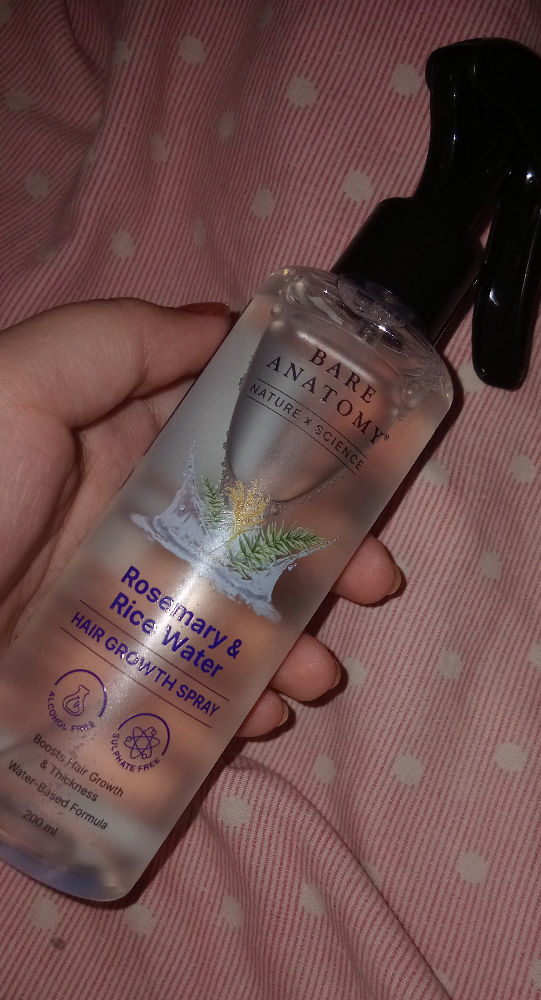 BARE
ANATOMY®
NATURE x SCIENCE
Rosemary &
Rice Water
HAIR GROWTH SPRAY
ALCOHOL FREE
SULPHATE FREE
Boosts Hair Growth
& Thickness
Water-Based Formula
200 ml